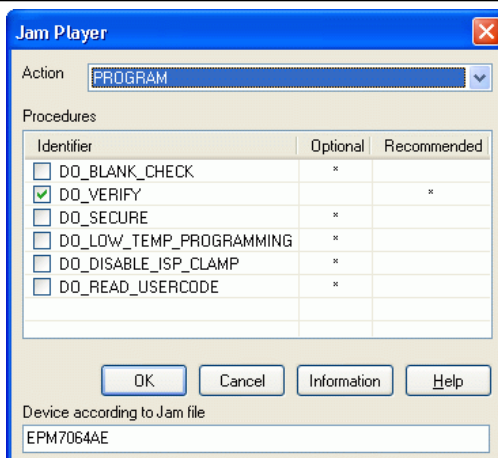 Jam Player
Action PROGRAM
Procedures
Identifier Optional Recommended
DO_BLANK_CHECK *
DO_VERIFY *
DO_SECURE *
DO_LOW_TEMP_PROGRAMMING *
DO_DISABLE_ISP_CLAMP *
DO_READ_USERCODE *
OK Cancel Information Help
Device according to Jam file
EPM7064AE